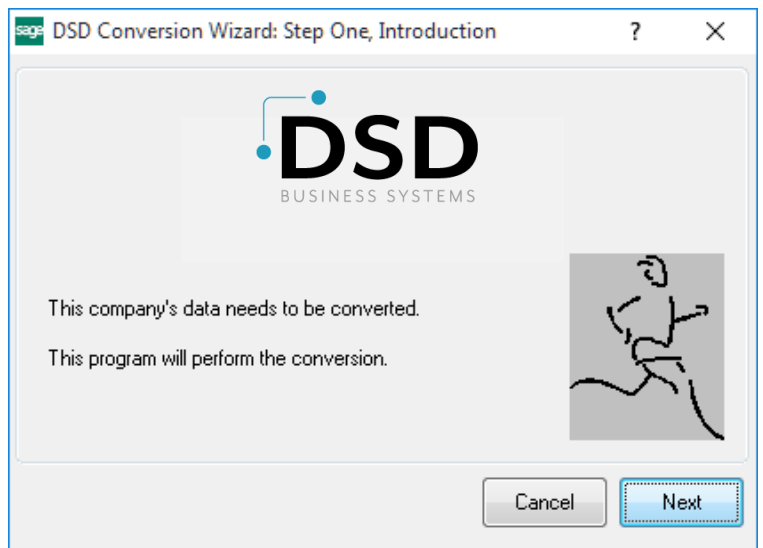 sage DSD Conversion Wizard: Step One, Introduction ?
DSD
BUSINESS SYSTEMS
This company's data needs to be converted.
This program will perform the conversion.
Cancel Next